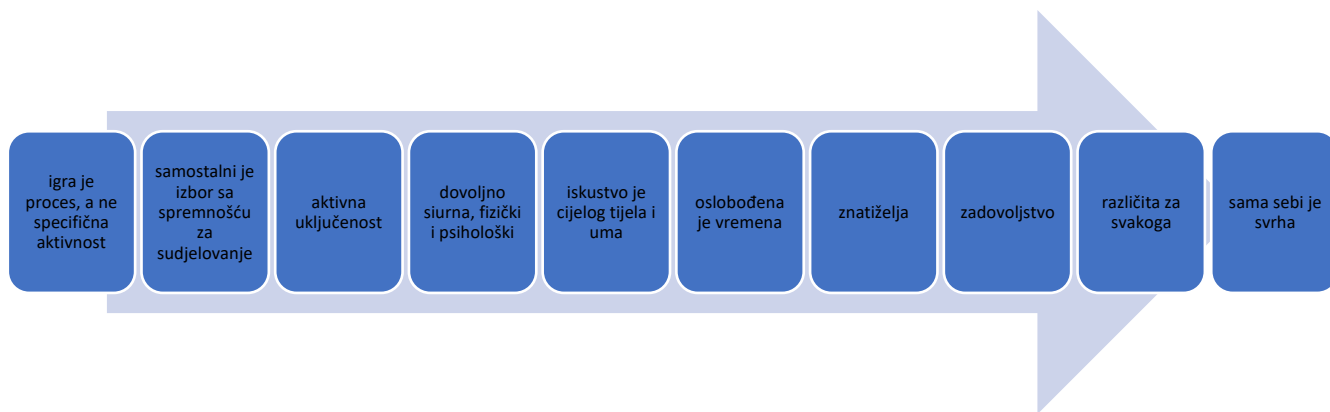 igra je
proces, a ne
specifična
aktivnost
samostalni je
izbor sa
spremnošću
za
sudjelovanje
aktivna
uključenost
dovoljno
siurna, fizički
i psihološki
iskustvo je
cijelog tijela i
uma
oslobođena
je vremena
znatiželja
zadovoljstvo
različita za
svakoga
sama sebi je
svrha